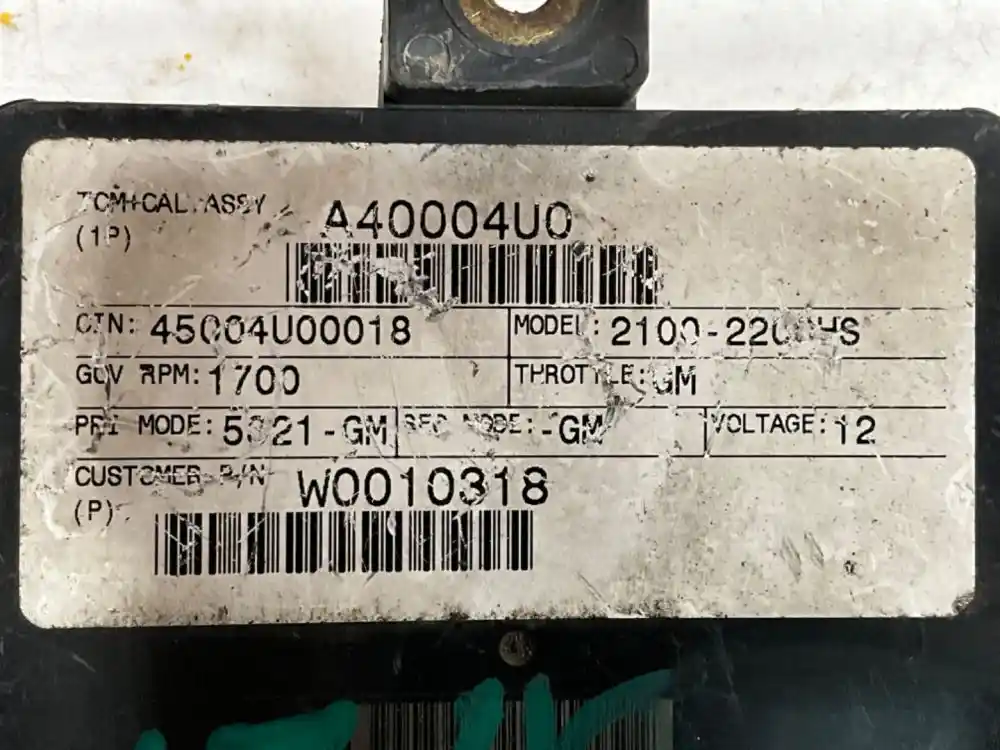 TCM+CAL.ASSY A40004U0
(1P)
CIN: 45004U00018 MODEL: 2100-2200HS
GOV RPM: 1700 THROTTLE: GM
PRI MODE: 5321-GM SEC MODE: -GM VOLTAGE: 12
CUSTOMER P/N W0010318
(P)